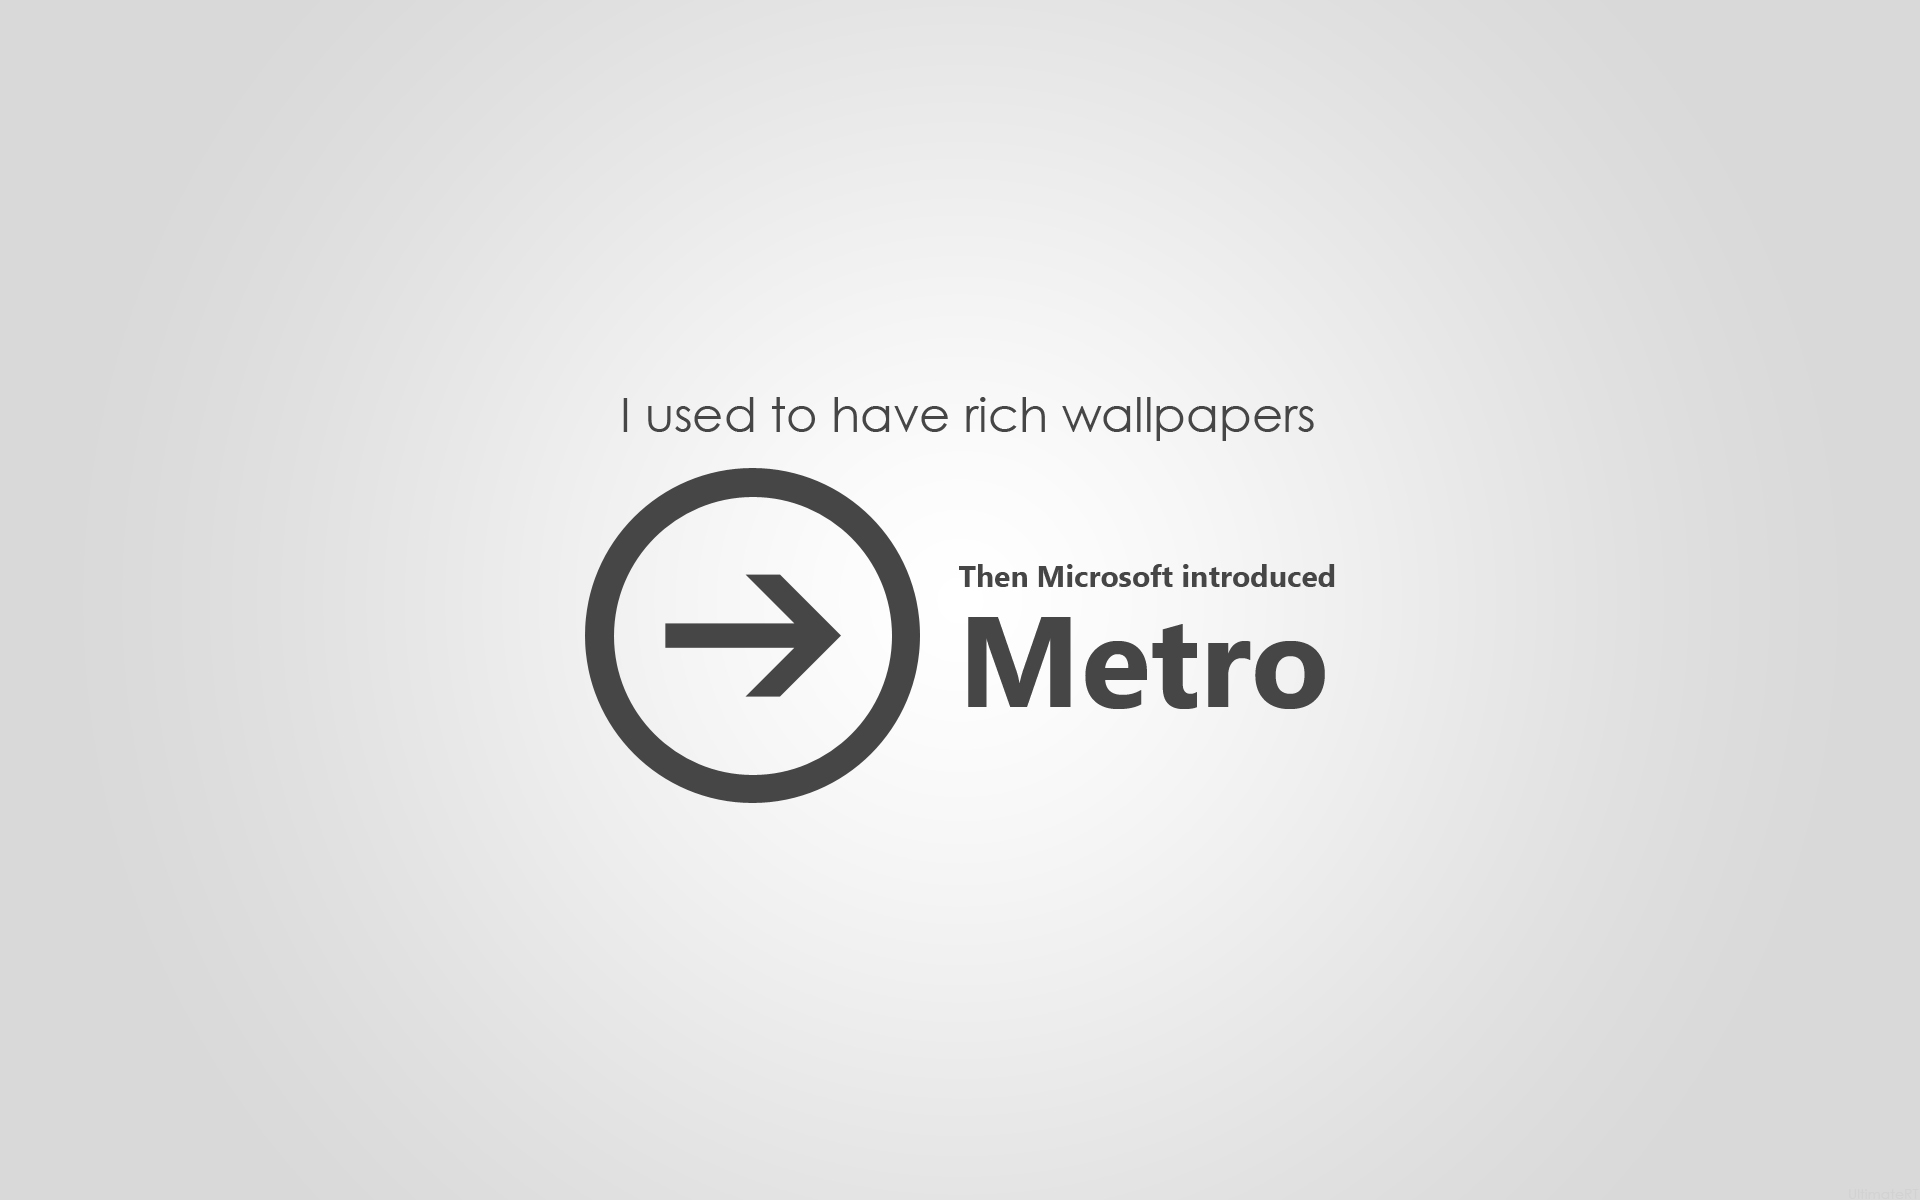 I used to have rich wallpapers
Then Microsoft introduced
Metro